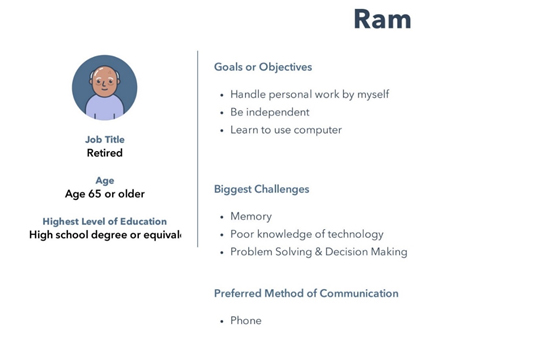 Ram
Job Title
Retired
Age
Age 65 or older
Highest Level of Education
High school degree or equival
Goals or Objectives
• Handle personal work by myself
• Be independent
• Learn to use computer
Biggest Challenges
• Memory
• Poor knowledge of technology
• Problem Solving & Decision Making
Preferred Method of Communication
• Phone